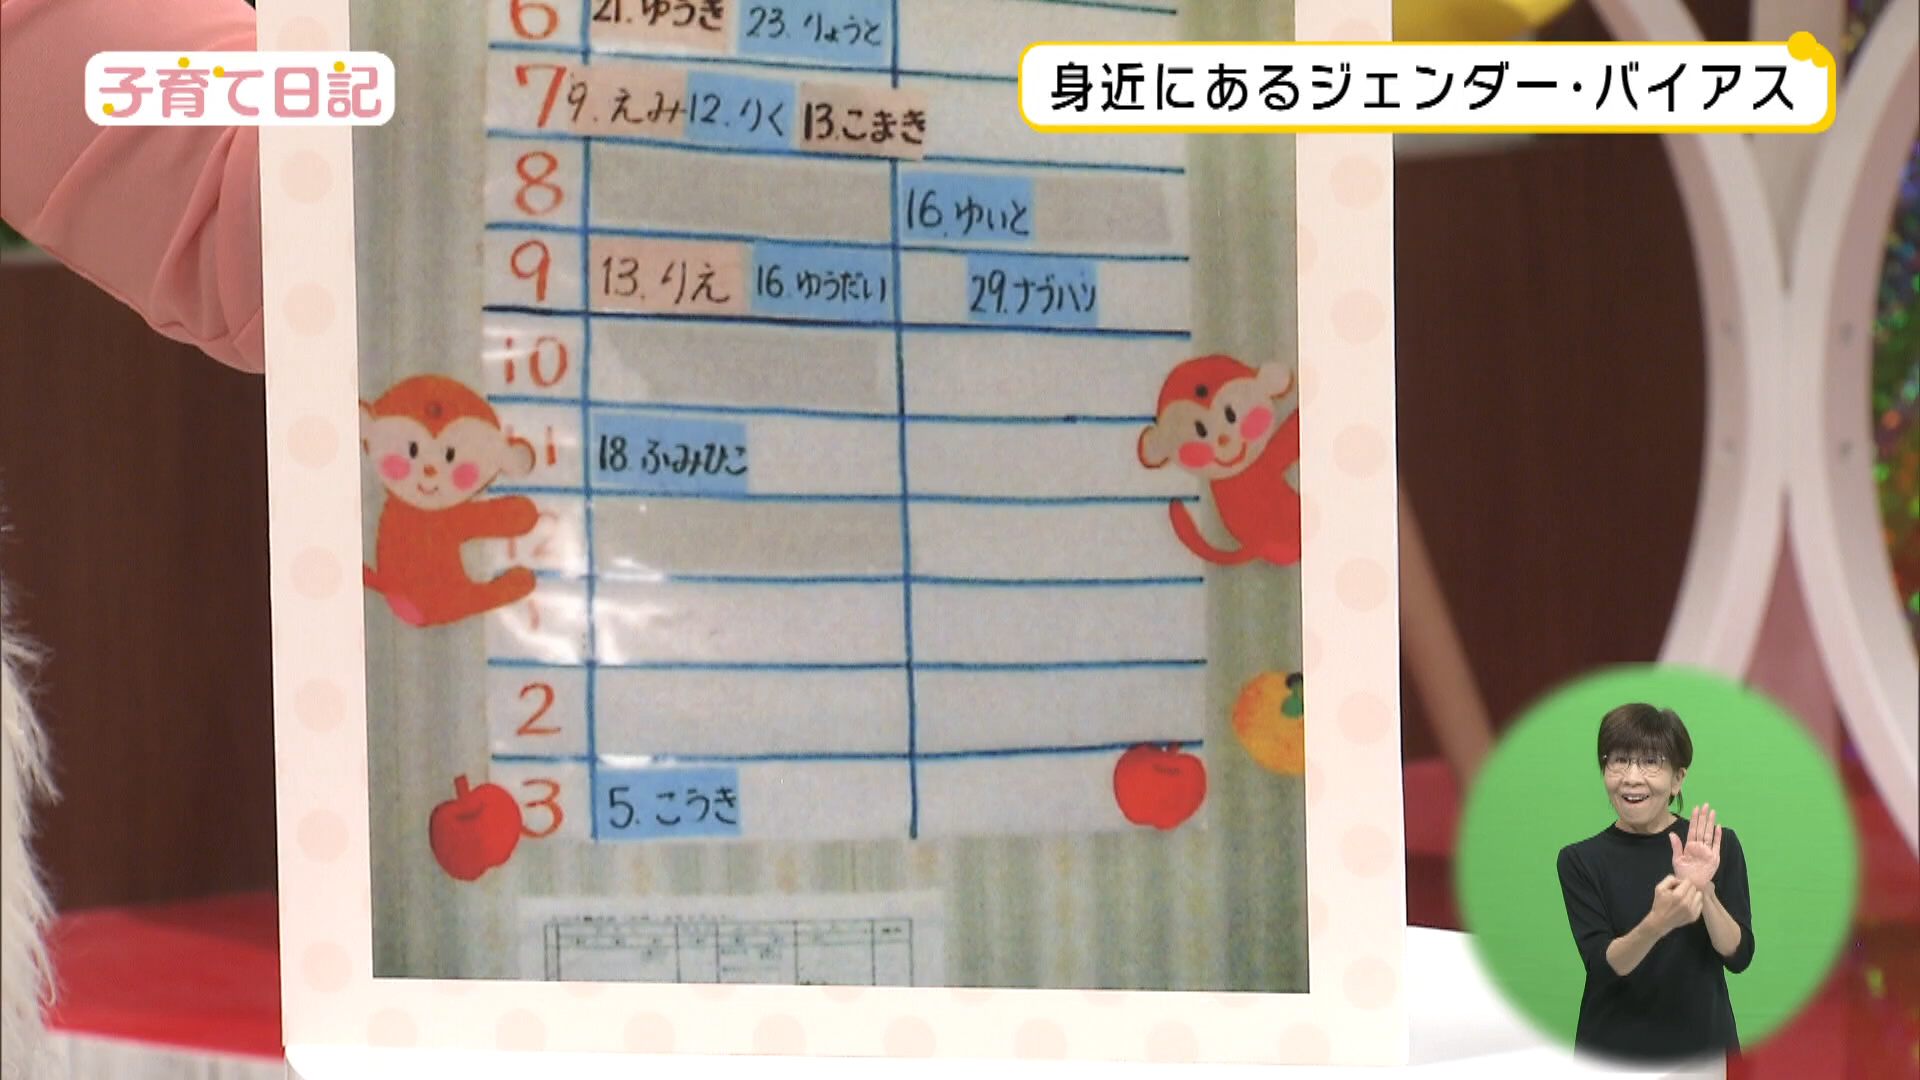 子育て日記
身近にあるジェンダー・バイアス
6 21.ゆうき 23.りょうと
7 9.えみ 12.りく 13.こまき
8 16.ゆいと
9 13.りえ 16.ゆうだい 29.ナゴハン
10
11 18.ふみひこ
12
1
2
3 5.こうき